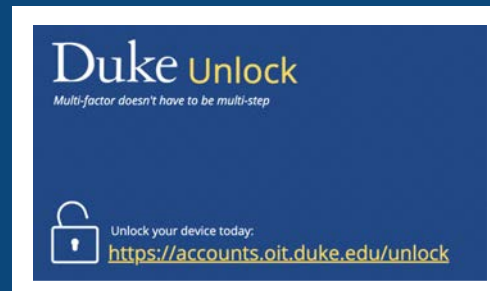 Duke Unlock
Multi-factor doesn't have to be multi-step
Unlock your device today:
https://accounts.oit.duke.edu/unlock